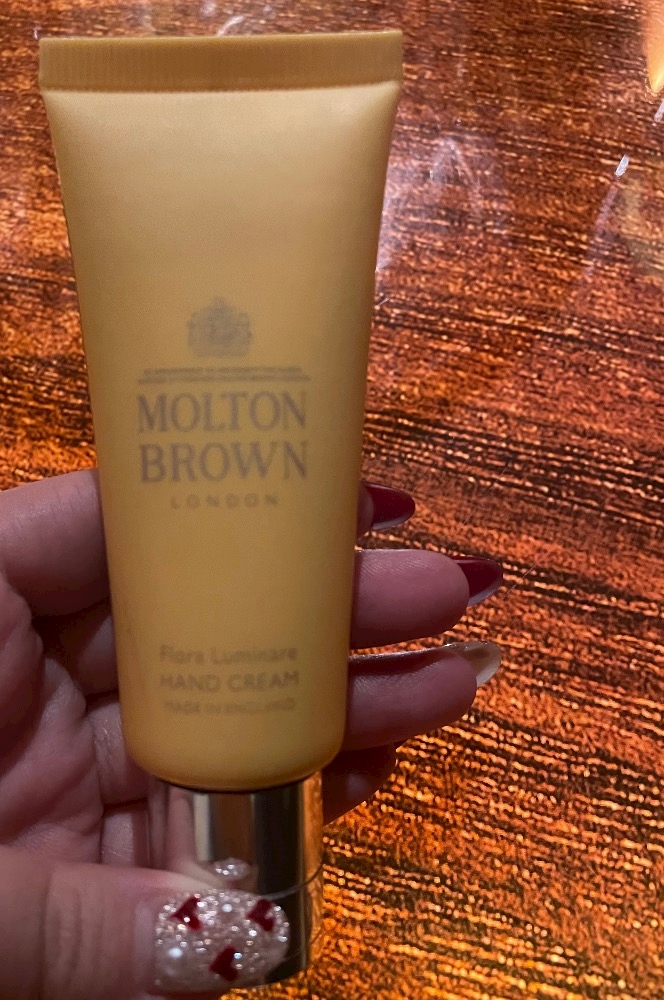 MOLTON
BROWN
LONDON
Flora Luminare
HAND CREAM
MADE IN ENGLAND